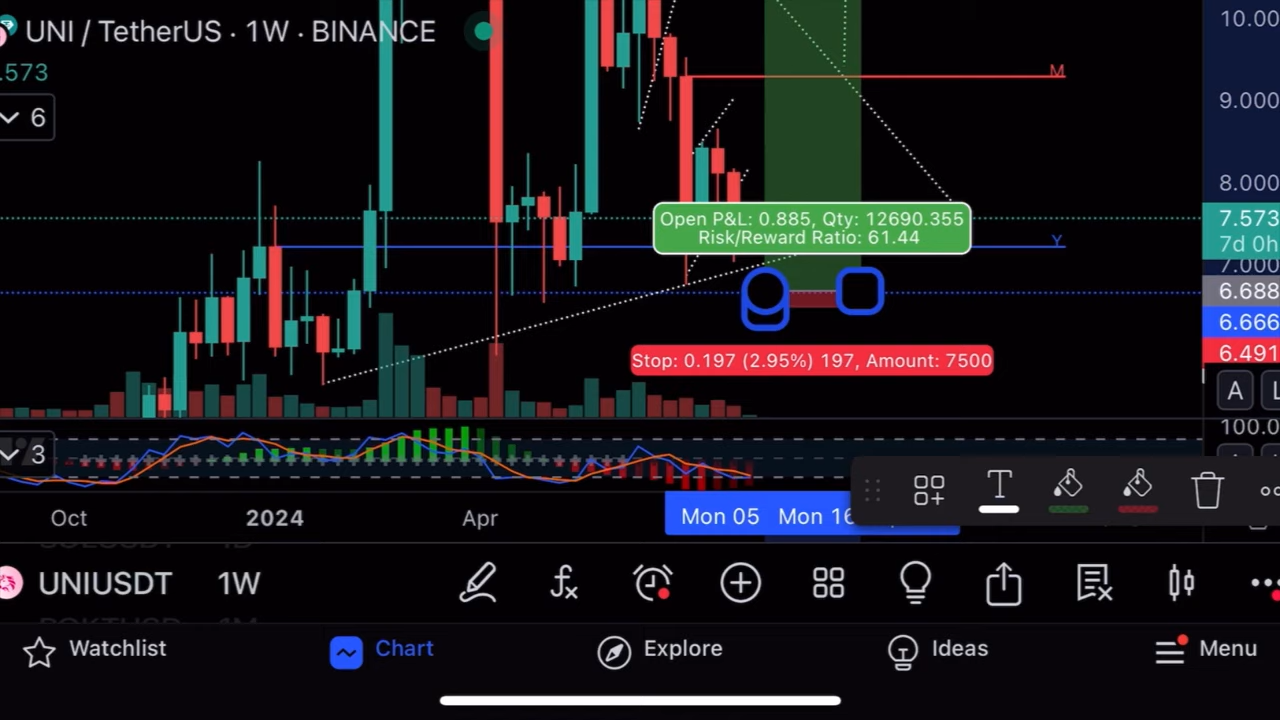 UNI / TetherUS · 1W · BINANCE
.573
6
10.00
M
9.000
8.000
Open P&L: 0.885, Qty: 12690.355
Risk/Reward Ratio: 61.44
7.573
7d 0h
Y
7.000
6.688
6.666
Stop: 0.197 (2.95%) 197, Amount: 7500
6.491
A
L
100.0
3
T
Oct
2024
Apr
Mon 05
Mon 16
UNIUSDT 1W
Watchlist
Chart
Explore
Ideas
Menu